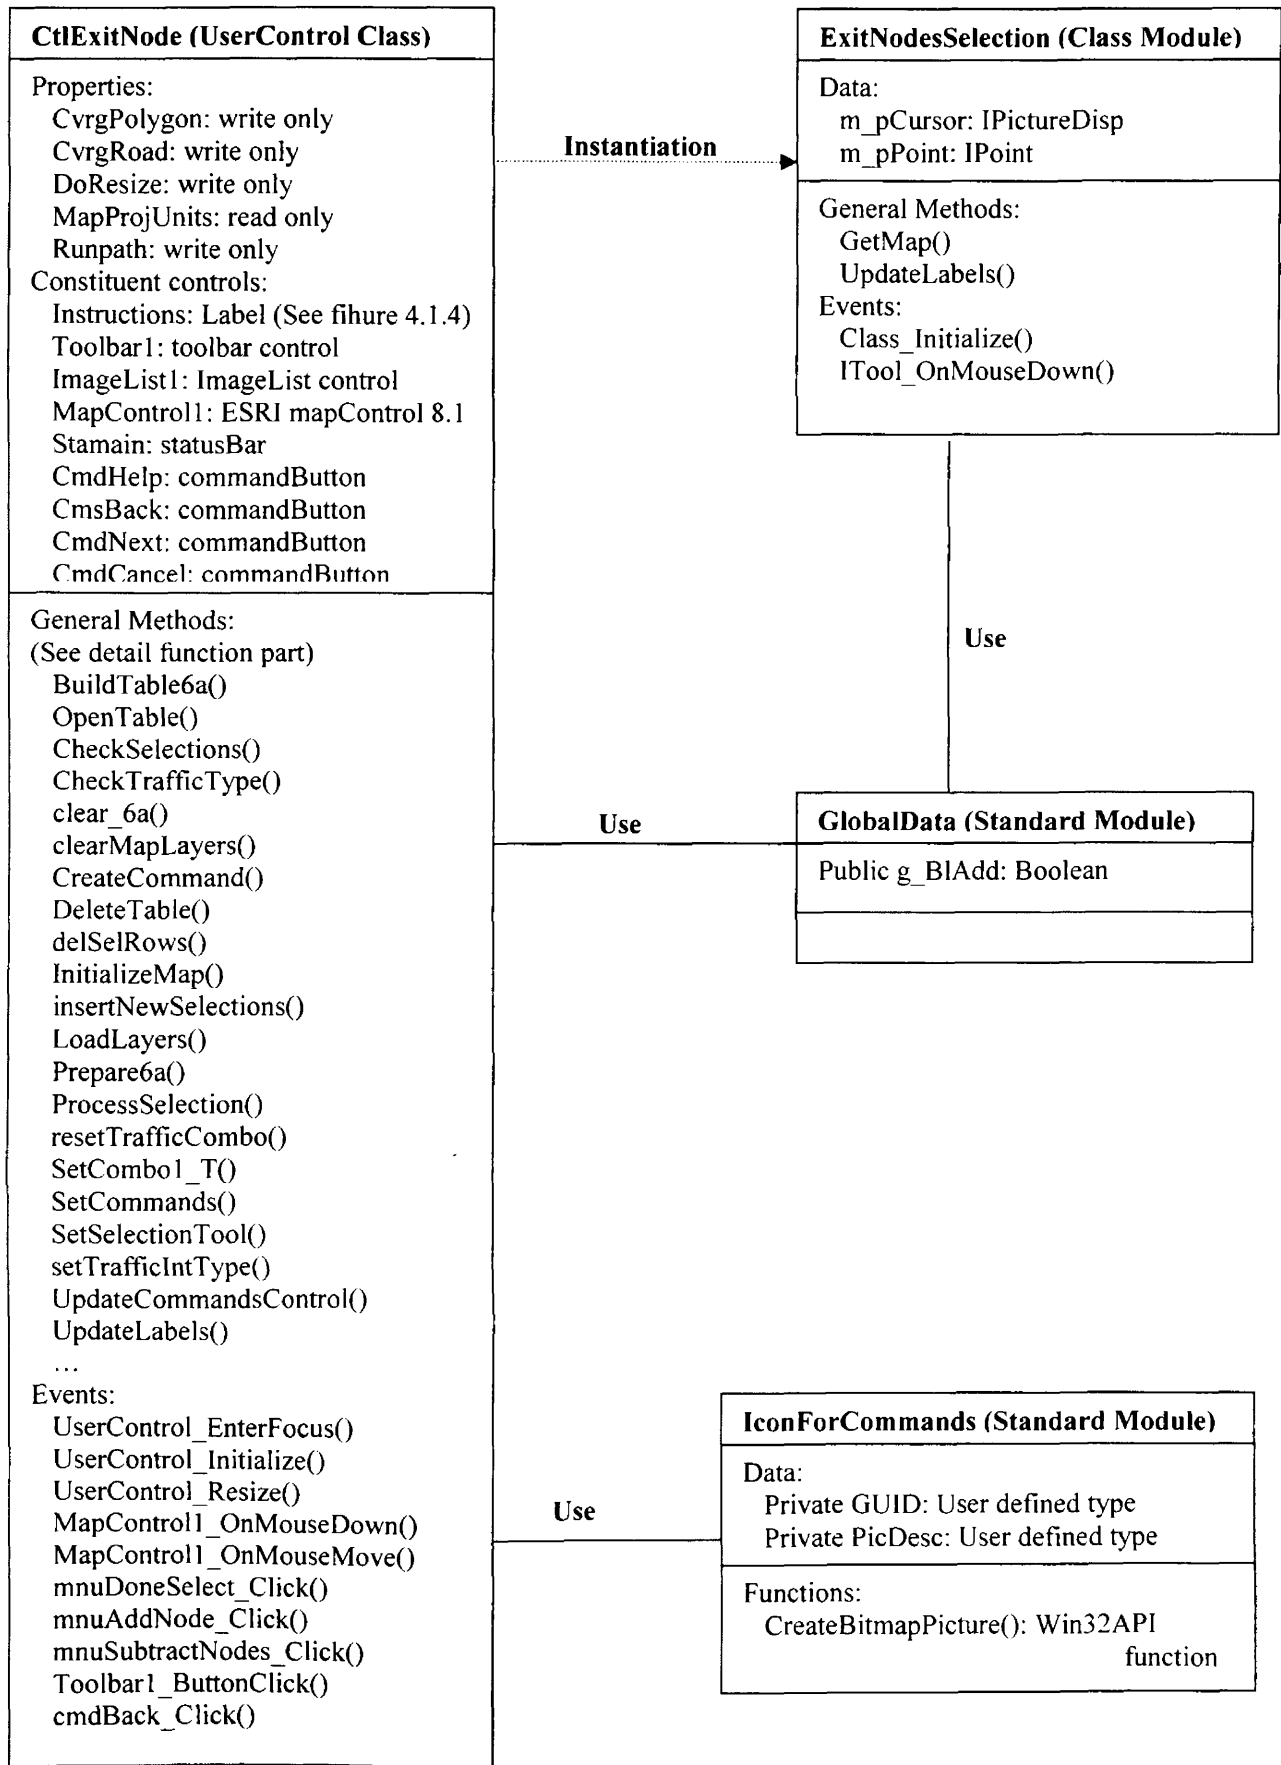 CtlExitNode (UserControl Class)
Properties:
CvrgPolygon: write only
CvrgRoad: write only
DoResize: write only
MapProjUnits: read only
Runpath: write only
Constituent controls:
Instructions: Label (See fihure 4.1.4)
Toolbar1: toolbar control
ImageList1: ImageList control
MapControl1: ESRI mapControl 8.1
Stamain: statusBar
CmdHelp: commandButton
CmsBack: commandButton
CmdNext: commandButton
CmdCancel: commandButton
General Methods:
(See detail function part)
BuildTable6a()
OpenTable()
CheckSelections()
CheckTrafficType()
clear_6a()
clearMapLayers()
CreateCommand()
DeleteTable()
delSelRows()
InitializeMap()
insertNewSelections()
LoadLayers()
Prepare6a()
ProcessSelection()
resetTrafficCombo()
SetCombo1_T()
SetCommands()
SetSelectionTool()
setTrafficIntType()
UpdateCommandsControl()
UpdateLabels()
...
Events:
UserControl_EnterFocus()
UserControl_Initialize()
UserControl_Resize()
MapControl1_OnMouseDown()
MapControl1_OnMouseMove()
mnuDoneSelect_Click()
mnuAddNode_Click()
mnuSubtractNodes_Click()
Toolbar1_ButtonClick()
cmdBack_Click()
Instantiation
ExitNodesSelection (Class Module)
Data:
m_pCursor: IPictureDisp
m_pPoint: IPoint
General Methods:
GetMap()
UpdateLabels()
Events:
Class_Initialize()
ITool_OnMouseDown()
Use
Use
GlobalData (Standard Module)
Public g_BlAdd: Boolean
Use
IconForCommands (Standard Module)
Data:
Private GUID: User defined type
Private PicDesc: User defined type
Functions:
CreateBitmapPicture(): Win32API
function